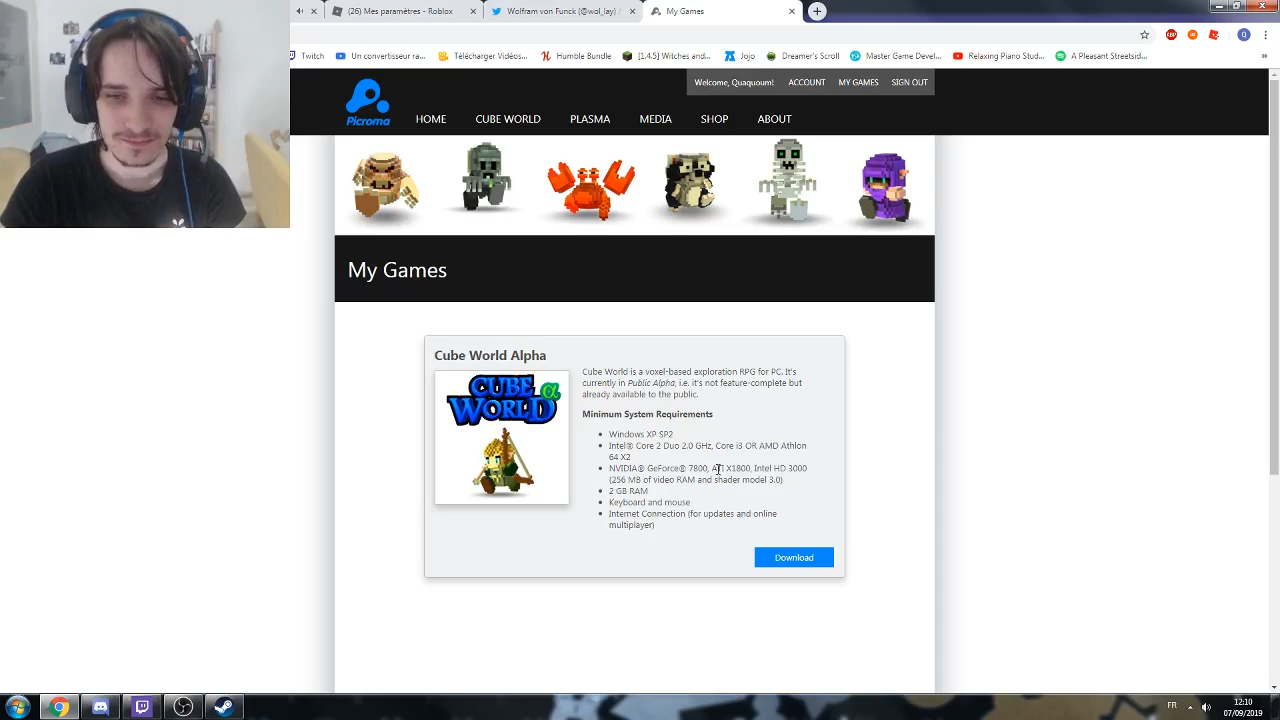 (26) Mes paramètres - Roblox
Wolfram von Funck (@wol_lay) /
My Games
Twitch
Un convertisseur ra...
Télécharger Vidéos...
Humble Bundle
[1.4.5] Witches and...
Jojo
Dreamer's Scroll
Master Game Devel...
Relaxing Piano Stud...
A Pleasant Streetsid...
Welcome, Quaquoum!
ACCOUNT
MY GAMES
SIGN OUT
Picroma
HOME
CUBE WORLD
PLASMA
MEDIA
SHOP
ABOUT
My Games
Cube World Alpha
CUBE α
WORLD
Cube World is a voxel-based exploration RPG for PC. It's
currently in Public Alpha, i.e. it's not feature-complete but
already available to the public.
Minimum System Requirements
Windows XP SP2
Intel® Core 2 Duo 2.0 GHz, Core i3 OR AMD Athlon
64 X2
NVIDIA® GeForce® 7800, ATI X1800, Intel HD 3000
(256 MB of video RAM and shader model 3.0)
2 GB RAM
Keyboard and mouse
Internet Connection (for updates and online
multiplayer)
Download
FR
12:10
07/09/2019